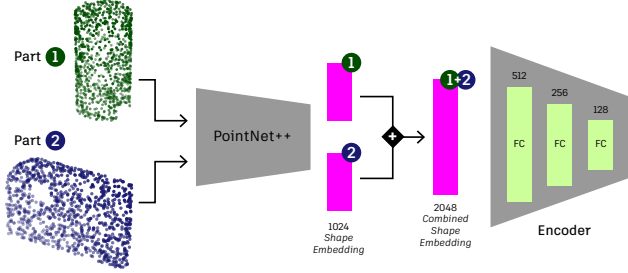 Part 1
Part 2
PointNet++
1
2
1024
Shape
Embedding
+
1+2
2048
Combined
Shape
Embedding
512
256
128
FC
FC
FC
Encoder